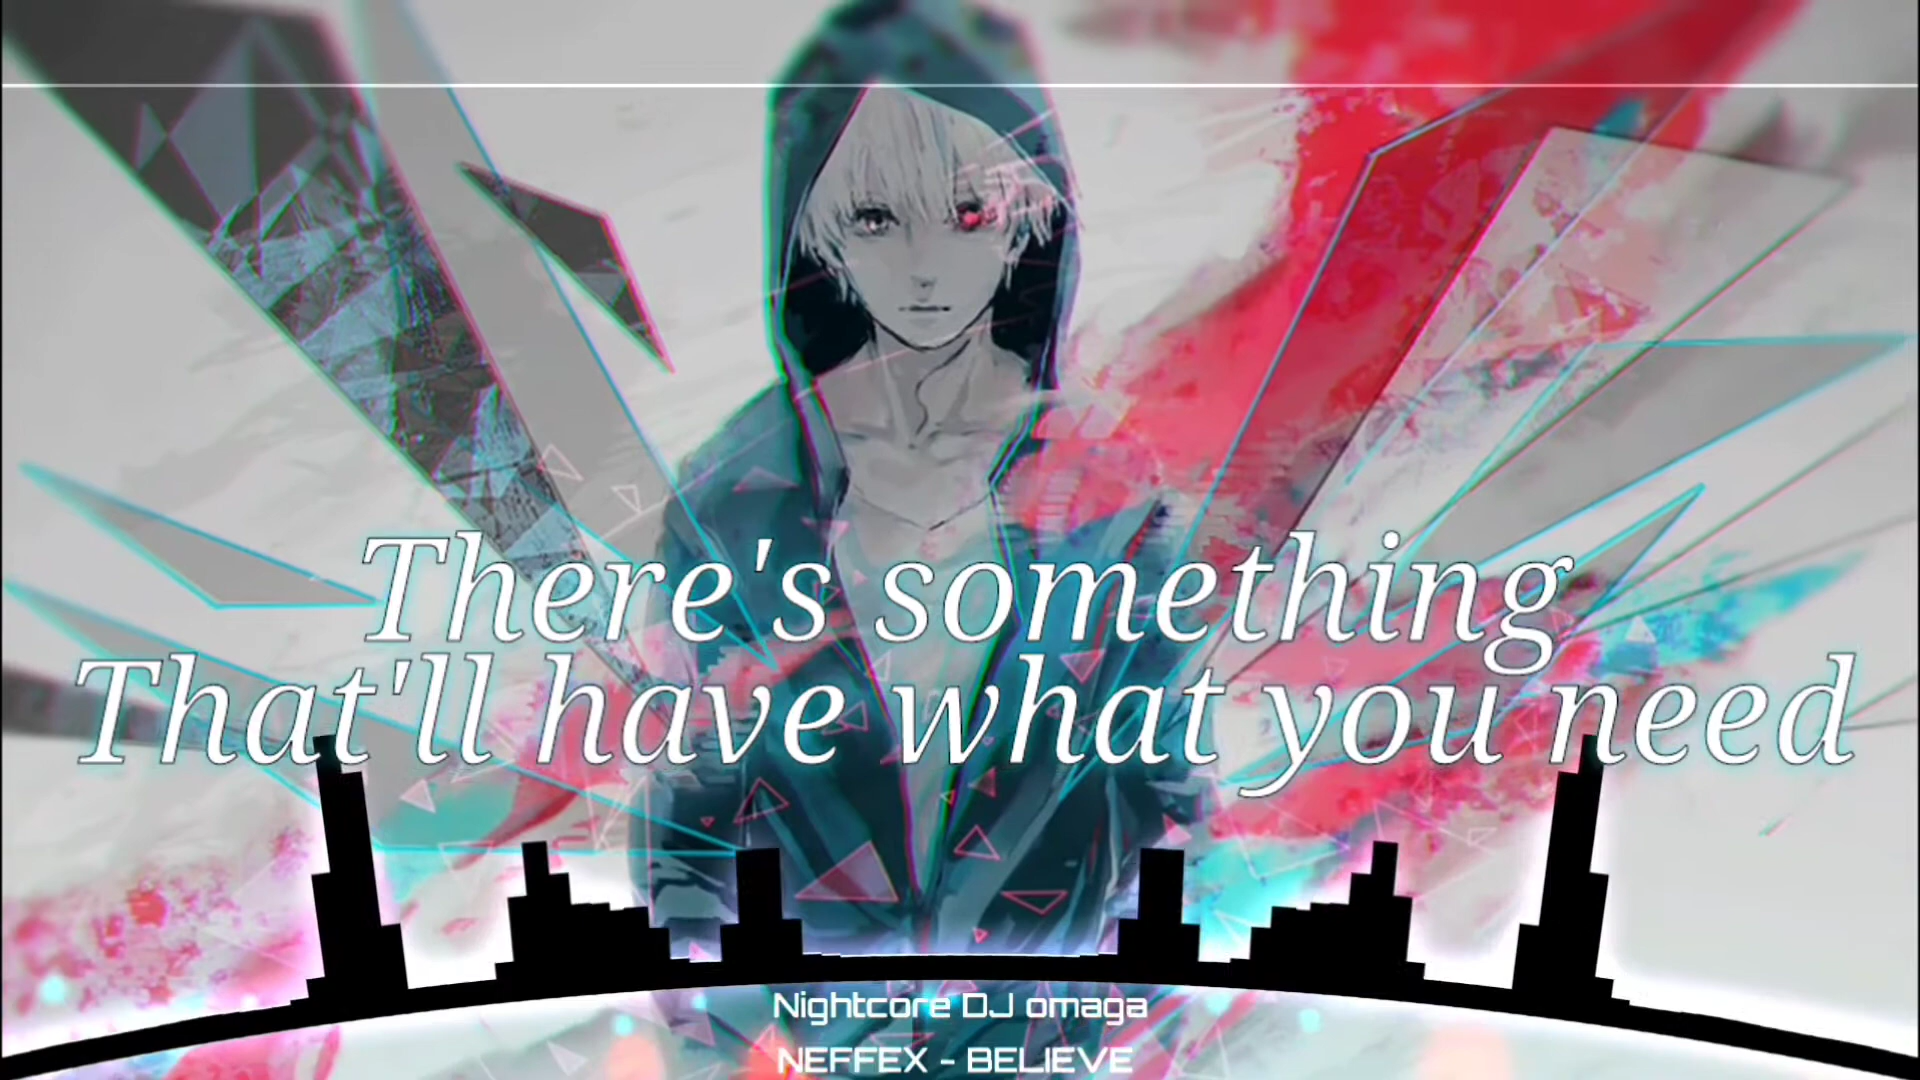 There's something
That'll have what you need
Nightcore DJ omaga
NEFFEX - BELIEVE